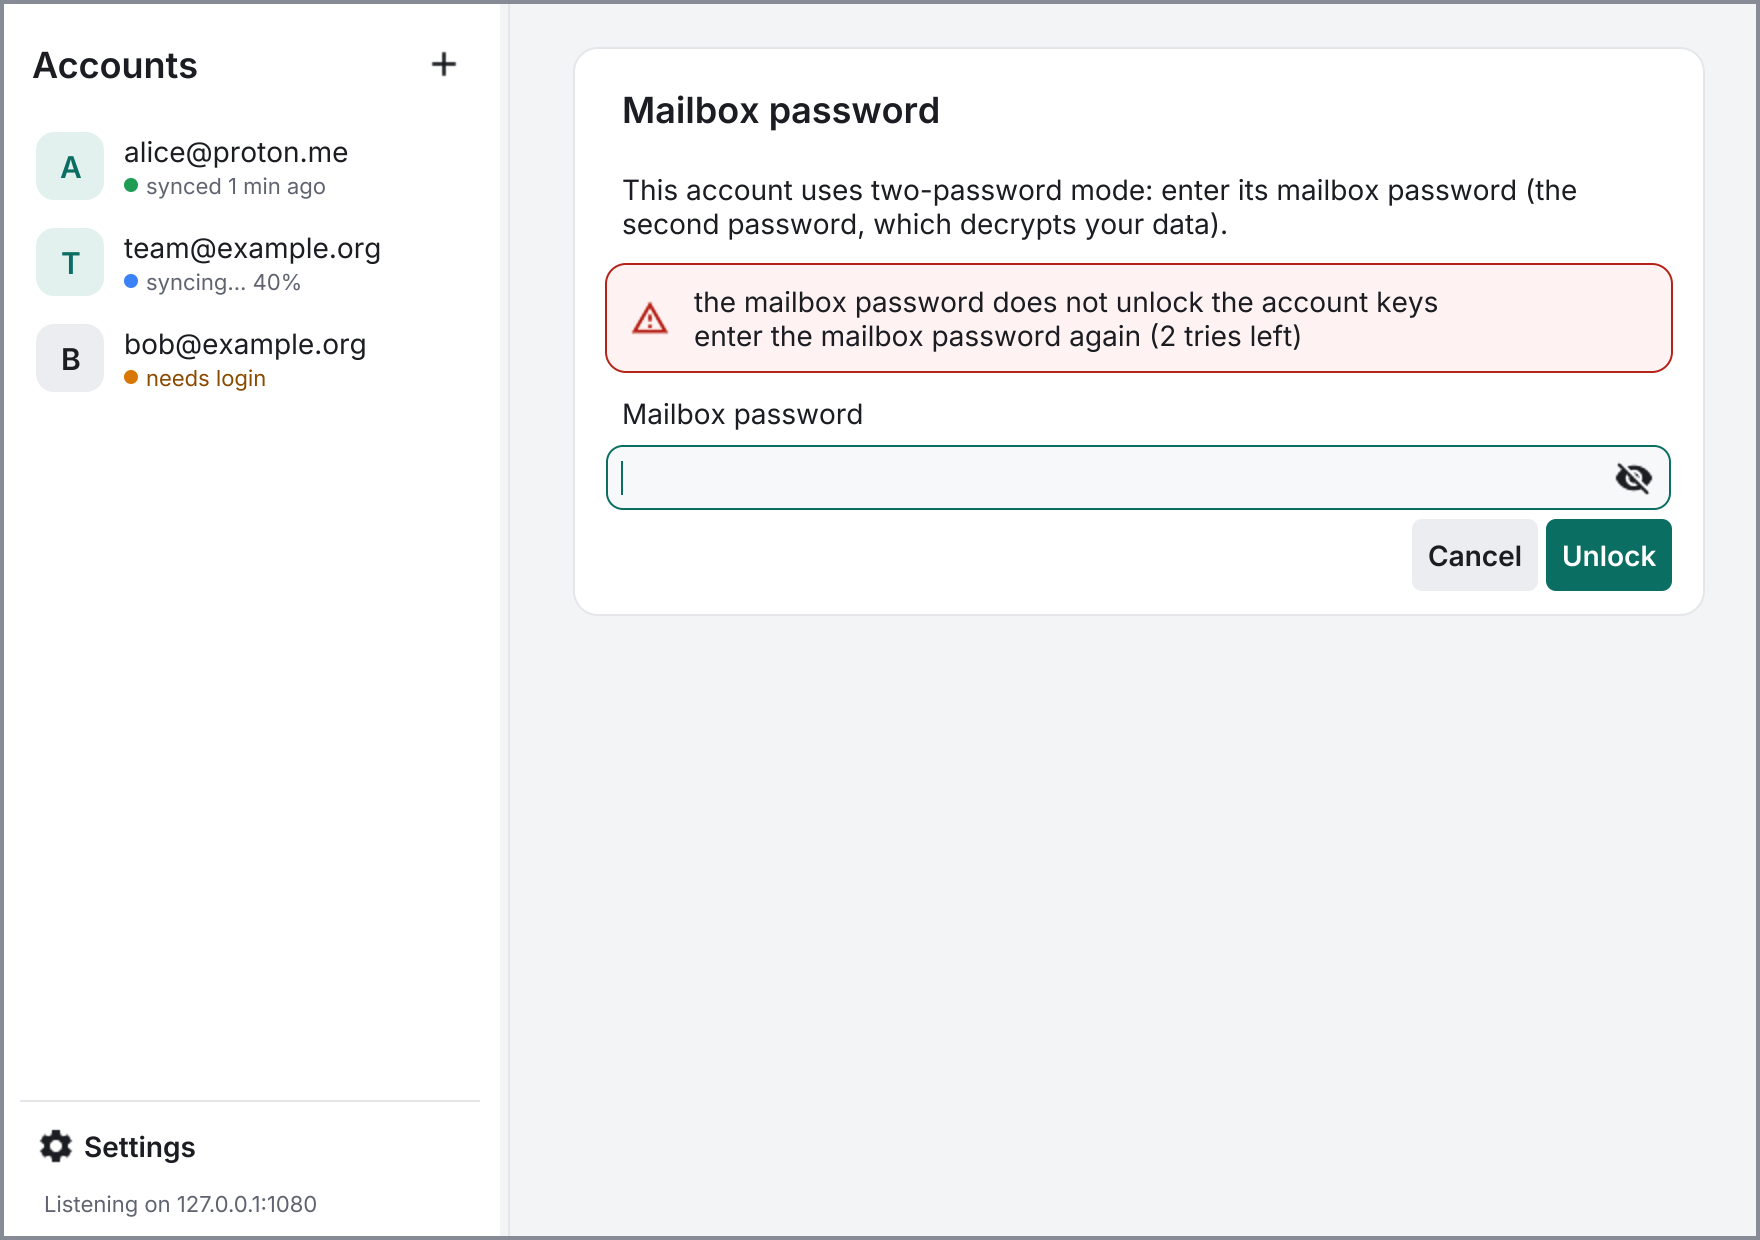 Accounts
A
alice@proton.me
synced 1 min ago
T
team@example.org
syncing... 40%
B
bob@example.org
needs login
Settings
Listening on 127.0.0.1:1080
Mailbox password
This account uses two-password mode: enter its mailbox password (the
second password, which decrypts your data).
the mailbox password does not unlock the account keys
enter the mailbox password again (2 tries left)
Mailbox password
Cancel
Unlock